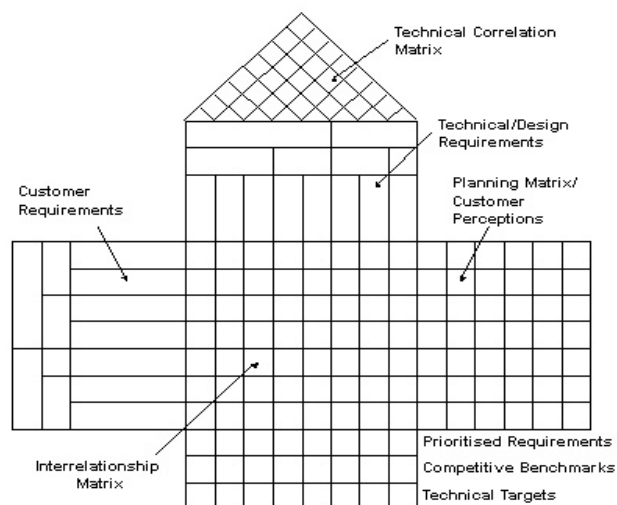 Technical Correlation
Matrix
Technical/Design
Requirements
Customer
Requirements
Planning Matrix/
Customer
Perceptions
Interrelationship
Matrix
Prioritised Requirements
Competitive Benchmarks
Technical Targets